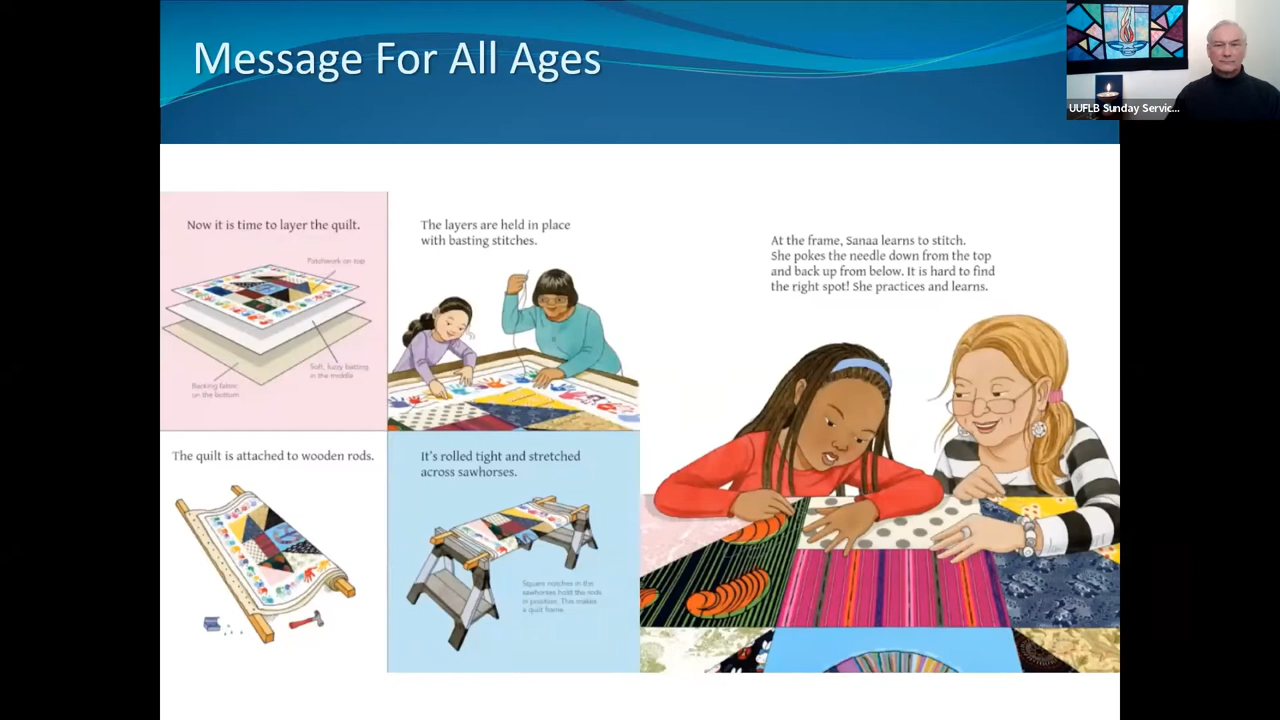 Message For All Ages
UUFLB Sunday Servic...
Now it is time to layer the quilt.
Patchwork on top
Soft, fuzzy batting
in the middle
Backing fabric
on the bottom
The layers are held in place
with basting stitches.
The quilt is attached to wooden rods.
It's rolled tight and stretched
across sawhorses.
Square notches in the
sawhorses hold the rods
in position. This makes
a quilt frame.
At the frame, Sanaa learns to stitch.
She pokes the needle down from the top
and back up from below. It is hard to find
the right spot! She practices and learns.